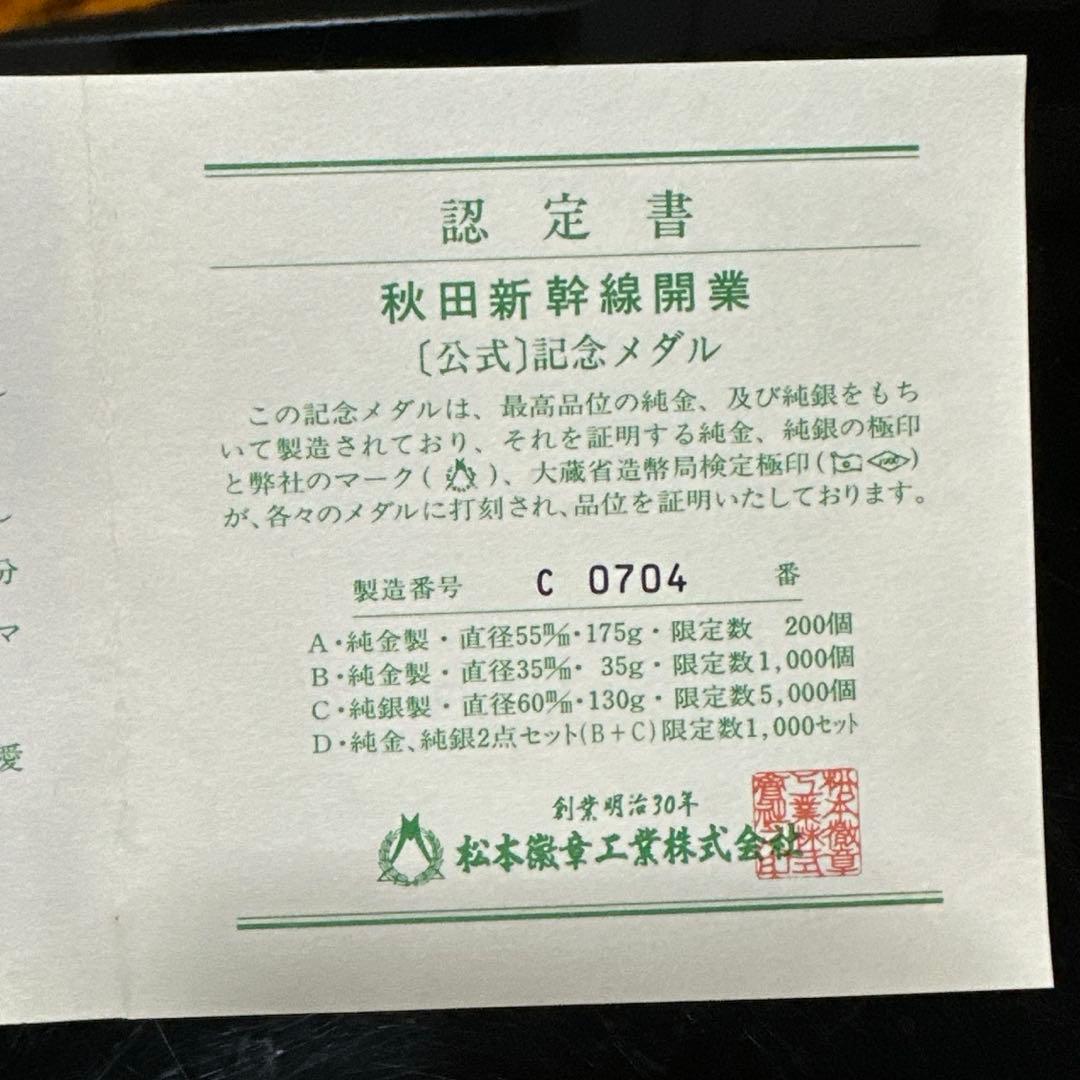 認定書
秋田新幹線開業
〔公式〕記念メダル
この記念メダルは、最高品位の純金、及び純銀をもち
いて製造されており、それを証明する純金、純銀の極印
と弊社のマーク( )、大蔵省造幣局検定極印( )
が、各々のメダルに打刻され、品位を証明いたしております。
製造番号 C 0704 番
A・純金製・直径55m/m・175g・限定数 200個
B・純金製・直径35m/m・ 35g・限定数1,000個
C・純銀製・直径60m/m・130g・限定数5,000個
D・純金、純銀2点セット(B+C)限定数1,000セット
創業明治30年
松本徽章工業株式会社
分
マ
愛